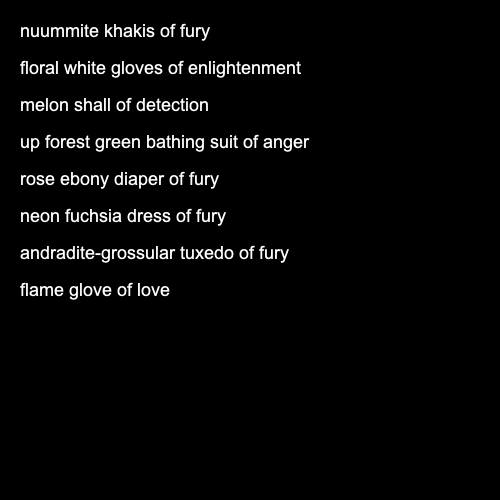 nuummite khakis of fury
floral white gloves of enlightenment
melon shall of detection
up forest green bathing suit of anger
rose ebony diaper of fury
neon fuchsia dress of fury
andradite-grossular tuxedo of fury
flame glove of love